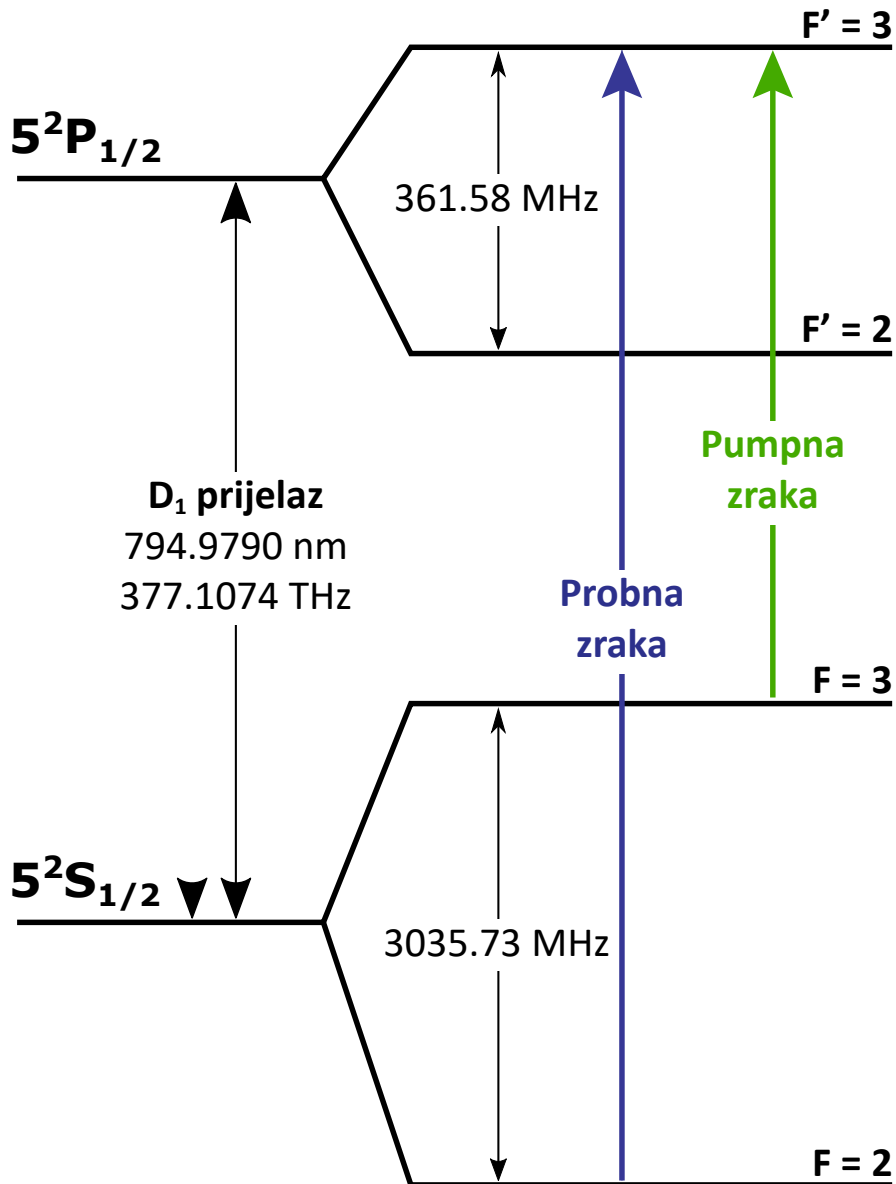 F’ = 3
5²P₁/₂
361.58 MHz
F’ = 2
D₁ prijelaz
794.9790 nm
377.1074 THz
Pumpna
zraka
Probna
zraka
F = 3
5²S₁/₂
3035.73 MHz
F = 2